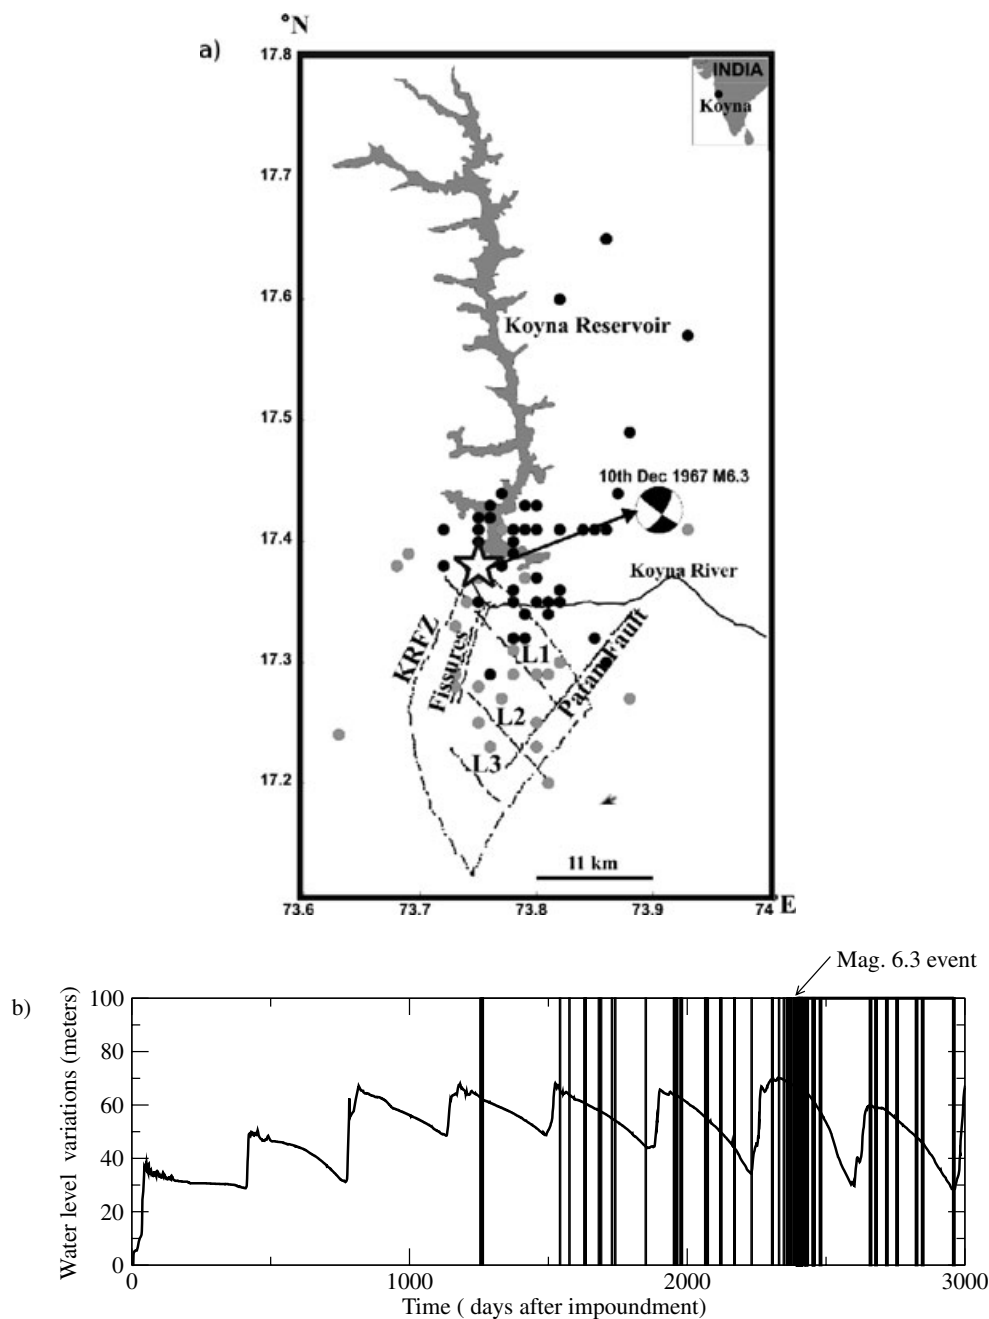 °N
a)
17.8
INDIA
Koyna
17.7
17.6
Koyna Reservoir
17.5
10th Dec 1967 M6.3
17.4
Koyna River
KRFZ
Fissures
17.3
L1
Patan Fault
L2
L3
17.2
11 km
73.6
73.7
73.8
73.9
74
°E
Mag. 6.3 event
b)
Water level variations (meters)
100
80
60
40
20
0
0
1000
2000
3000
Time ( days after impoundment)